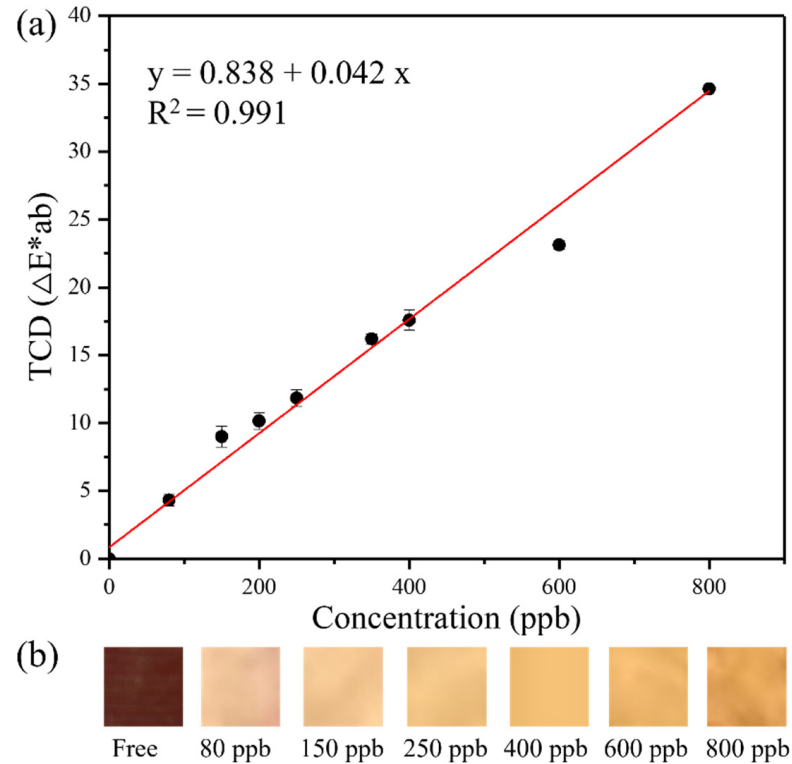 (a)
y = 0.838 + 0.042 x
R² = 0.991
TCD (△E*ab)
40
35
30
25
20
15
10
5
0
0 200 400 600 800
Concentration (ppb)
(b)
Free 80 ppb 150 ppb 250 ppb 400 ppb 600 ppb 800 ppb